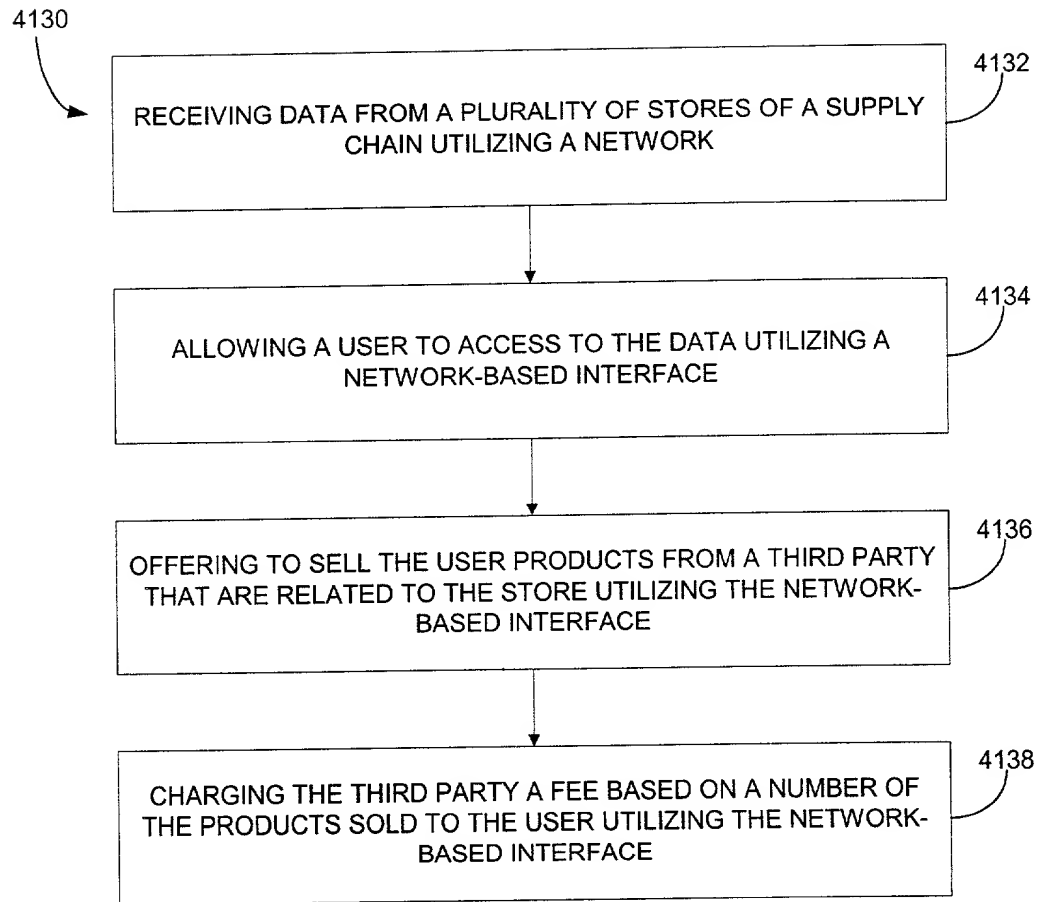 4130
4132
RECEIVING DATA FROM A PLURALITY OF STORES OF A SUPPLY
CHAIN UTILIZING A NETWORK
4134
ALLOWING A USER TO ACCESS TO THE DATA UTILIZING A
NETWORK-BASED INTERFACE
4136
OFFERING TO SELL THE USER PRODUCTS FROM A THIRD PARTY
THAT ARE RELATED TO THE STORE UTILIZING THE NETWORK-
BASED INTERFACE
4138
CHARGING THE THIRD PARTY A FEE BASED ON A NUMBER OF
THE PRODUCTS SOLD TO THE USER UTILIZING THE NETWORK-
BASED INTERFACE